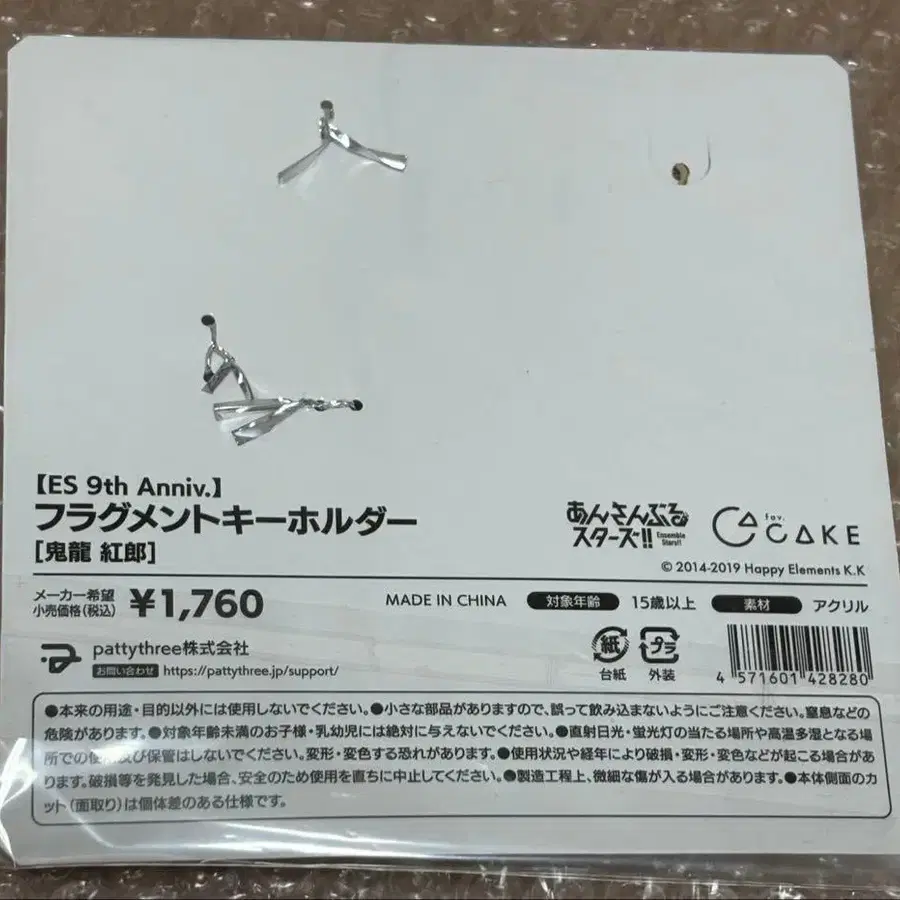 【ES 9th Anniv.】
フラグメントキーホルダー
[鬼龍 紅郎]
あんさんぶる
スターズ!!
Ensemble
Stars!!
fav.
CAKE
© 2014-2019 Happy Elements K.K
メーカー希望
小売価格(税込)
¥1,760
MADE IN CHINA
対象年齢 15歳以上 素材 アクリル
pattythree株式会社
お問い合わせ https://pattythree.jp/support/
紙
台紙
プラ
外装
4 571601 428280
●本来の用途・目的以外には使用しないでください。●小さな部品がありますので、誤って飲み込まないようにご注意ください。窒息などの
危険があります。●対象年齢未満のお子様・乳幼児には絶対に与えないでください。●直射日光・蛍光灯の当たる場所や高温多湿となる場
所での使用及び保管はしないでください。変形・変色する恐れがあります。●使用状況や経年により破損・変形・変色などが起こる場合があ
ります。破損等を発見した場合、安全のため使用を直ちに中止してください。●製造工程上、微細な傷が入る場合があります。●本体側面のカ
ット(面取り)は個体差のある仕様です。